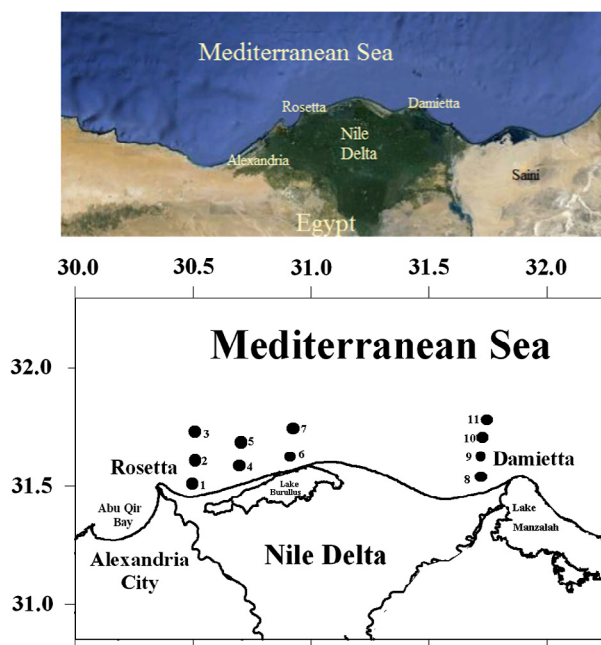 Mediterranean Sea
Rosetta
Damietta
Nile
Delta
Alexandria
Saini
Egypt
30.0 30.5 31.0 31.5 32.0
Mediterranean Sea
32.0
11
3
7
10
5
2
6
9
Rosetta
4
Damietta
8
31.5
1
Lake
Burullus
Abu Qir
Bay
Lake
Manzalah
Alexandria
City
Nile Delta
31.0